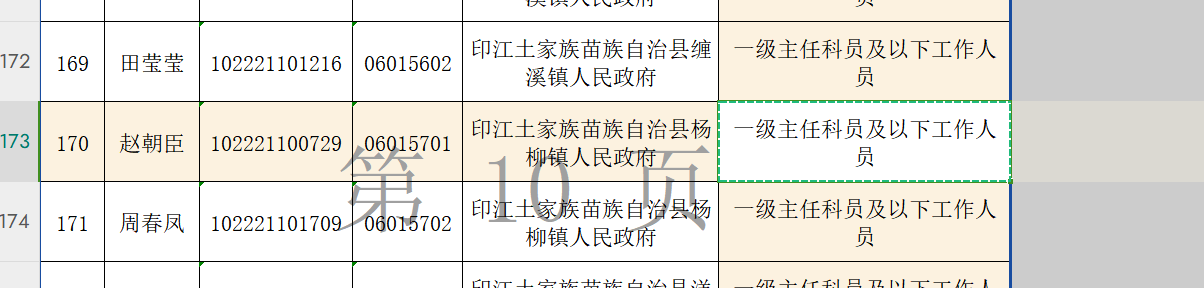 溪镇人民政府
员
172
169
田莹莹
102221101216
06015602
印江土家族苗族自治县缠
溪镇人民政府
一级主任科员及以下工作人
员
173
170
赵朝臣
102221100729
06015701
印江土家族苗族自治县杨
柳镇人民政府
一级主任科员及以下工作人
员
第 10 页
174
171
周春凤
102221101709
06015702
印江土家族苗族自治县杨
柳镇人民政府
一级主任科员及以下工作人
员
印江土家族苗族自治县洋
一级主任科员及以下工作人